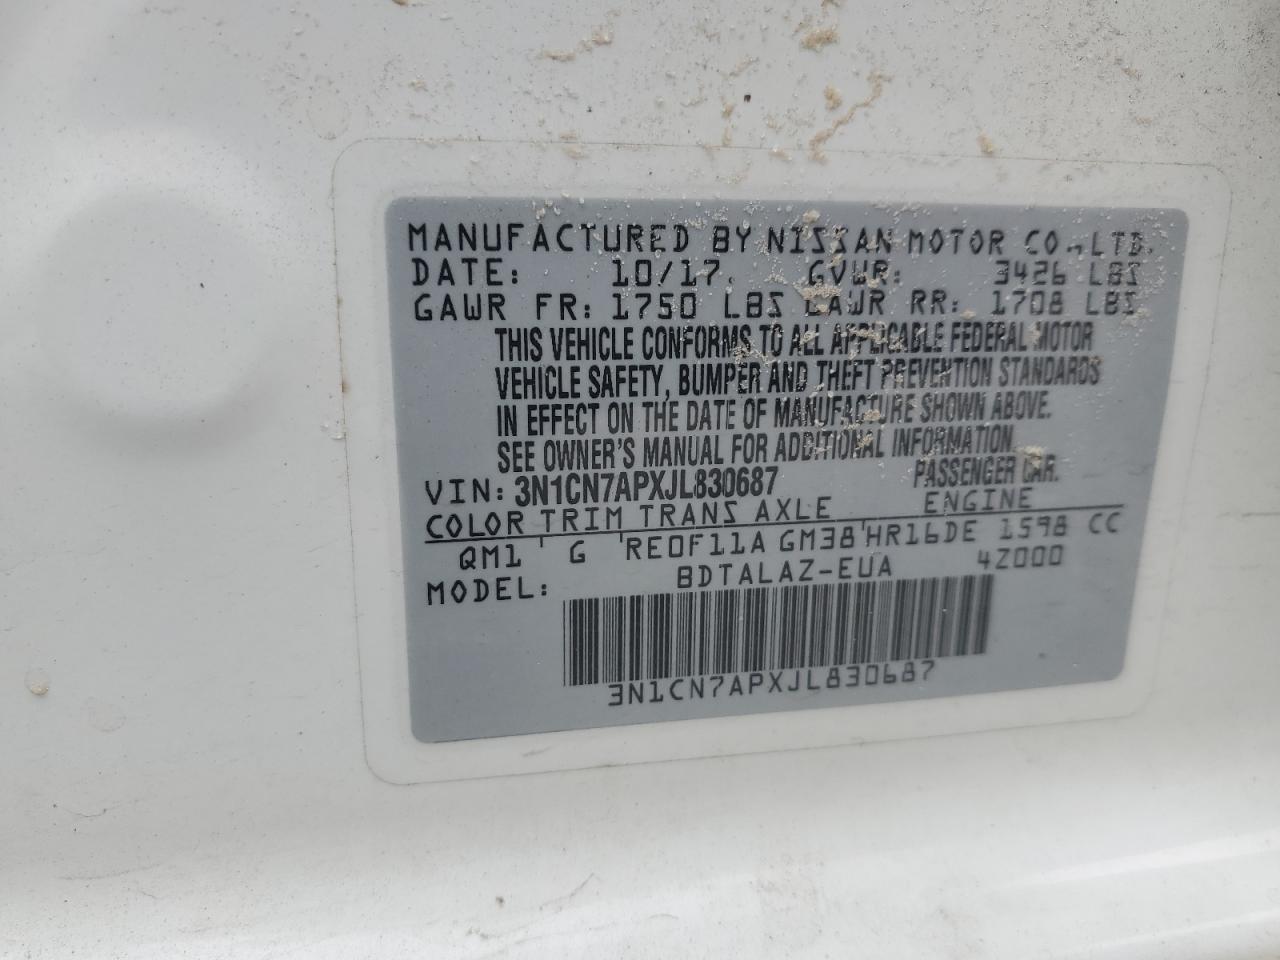 MANUFACTURED BY NISSAN MOTOR CO., LTD.
DATE: 10/17. GVWR: 3426 LBS
GAWR FR: 1750 LBS GAWR RR: 1708 LBS
THIS VEHICLE CONFORMS TO ALL APPLICABLE FEDERAL MOTOR
VEHICLE SAFETY, BUMPER AND THEFT PREVENTION STANDARDS
IN EFFECT ON THE DATE OF MANUFACTURE SHOWN ABOVE.
SEE OWNER'S MANUAL FOR ADDITIONAL INFORMATION.
VIN: 3N1CN7APXJL830687 PASSENGER CAR.
COLOR TRIM TRANS AXLE ENGINE
QM1 ' G ' RE0F11A GM38 ' HR16DE 1598 CC
MODEL: BDTALAZ-EUA 4Z000
3N1CN7APXJL830687